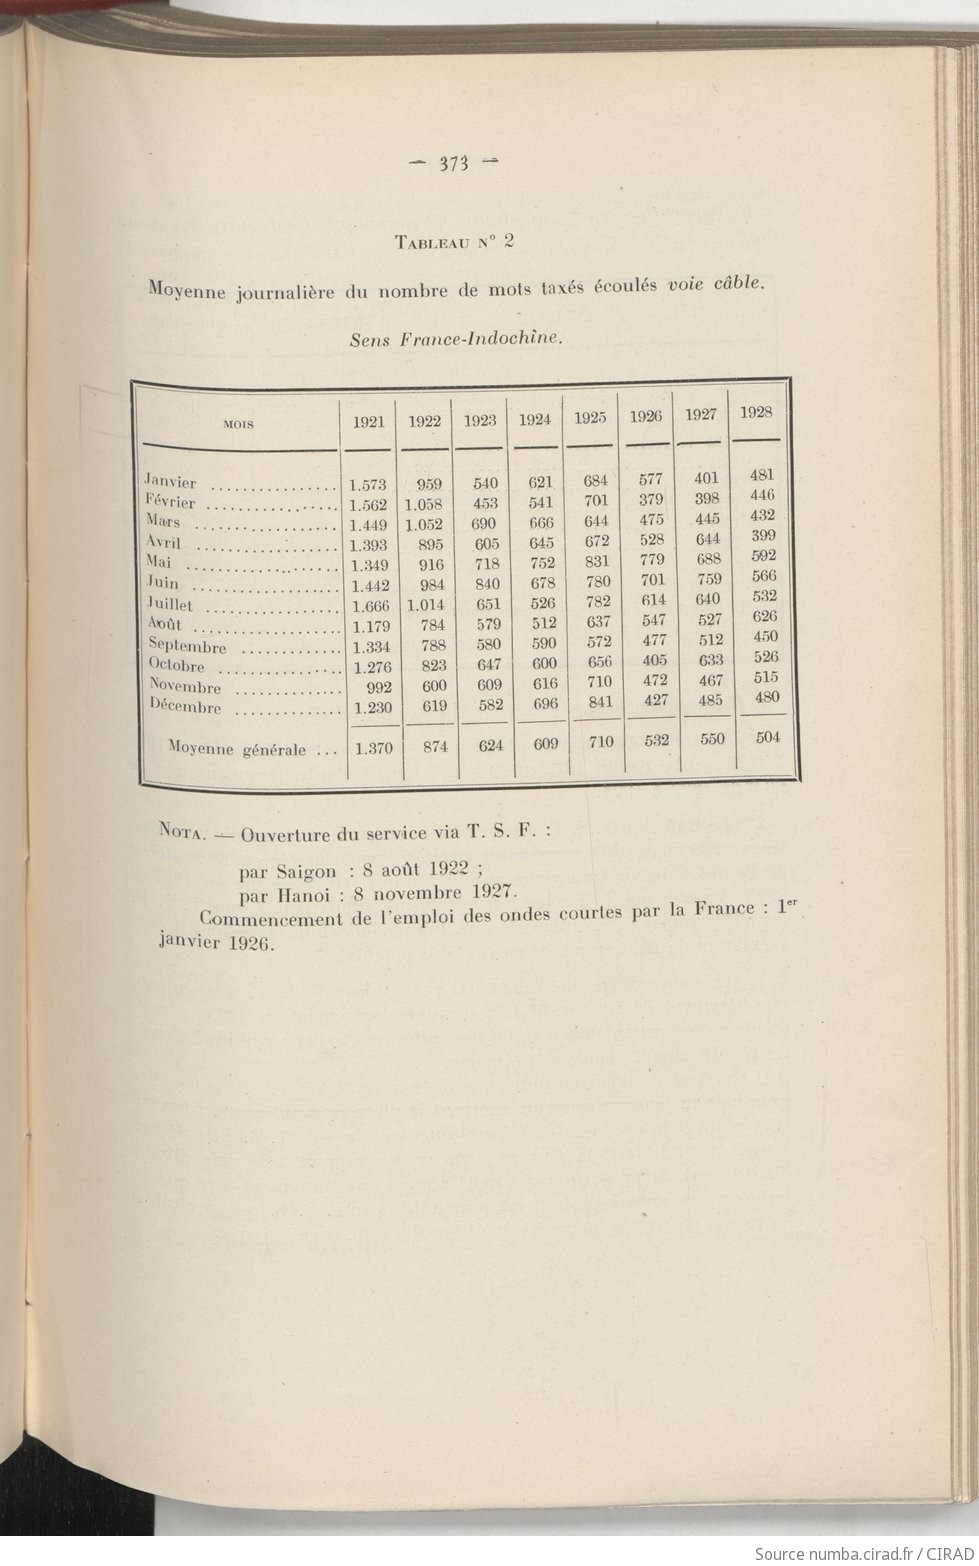 — 373 —
TABLEAU N° 2
Moyenne journalière du nombre de mots taxés écoulés voie câble.
Sens France-Indochine.
MOIS 1921 1922 1923 1924 1925 1926 1927 1928
Janvier ................ 1.573 959 540 621 684 577 401 481
Février ................ 1.562 1.058 453 541 701 379 398 446
Mars ................ 1.449 1.052 690 666 644 475 445 432
Avril ................ 1.393 895 605 645 672 528 644 399
Mai ................ 1.349 916 718 752 831 779 688 592
Juin ................ 1.442 984 840 678 780 701 759 566
Juillet ................ 1.666 1.014 651 526 782 614 640 532
Août ................ 1.179 784 579 512 637 547 527 626
Septembre ............. 1.334 788 580 590 572 477 512 450
Octobre ................ 1.276 823 647 600 656 405 633 526
Novembre .............. 992 600 609 616 710 472 467 515
Décembre .............. 1.230 619 582 696 841 427 485 480
Moyenne générale ... 1.370 874 624 609 710 532 550 504
NOTA. — Ouverture du service via T. S. F. :
par Saigon : 8 août 1922 ;
par Hanoi : 8 novembre 1927.
Commencement de l'emploi des ondes courtes par la France : 1er
janvier 1926.
Source numba.cirad.fr / CIRAD